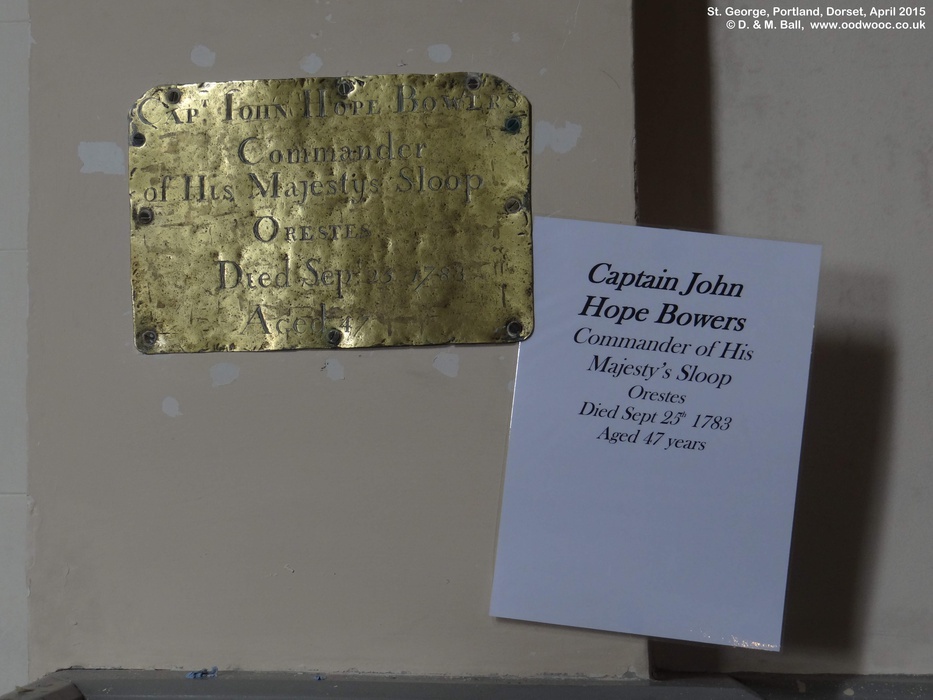 St. George, Portland, Dorset, April 2015
© D. & M. Ball, www.oodwooc.co.uk
Capt. John Hope Bowers
Commander
of His Majestys Sloop
Orestes
Died Sept
Aged 47
Captain John
Hope Bowers
Commander of His
Majesty's Sloop
Orestes
Died Sept 25th 1783
Aged 47 years